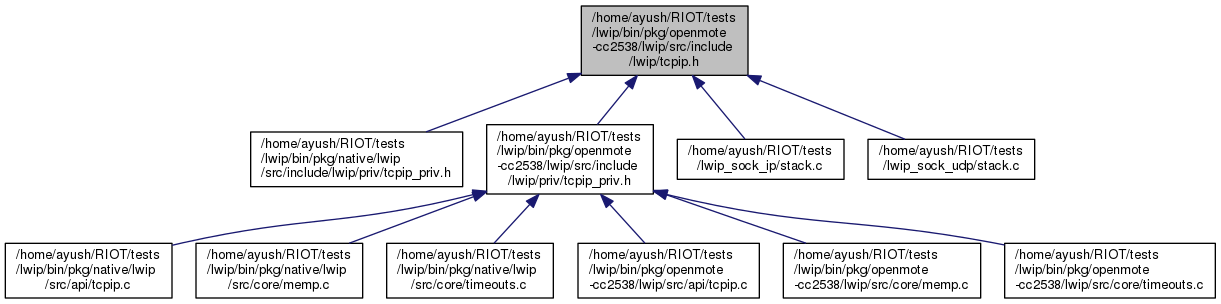 /home/ayush/RIOT/tests
/lwip/bin/pkg/openmote
-cc2538/lwip/src/include
/lwip/tcpip.h
/home/ayush/RIOT/tests
/lwip/bin/pkg/native/lwip
/src/include/lwip/priv/tcpip_priv.h
/home/ayush/RIOT/tests
/lwip/bin/pkg/openmote
-cc2538/lwip/src/include
/lwip/priv/tcpip_priv.h
/home/ayush/RIOT/tests
/lwip_sock_ip/stack.c
/home/ayush/RIOT/tests
/lwip_sock_udp/stack.c
/home/ayush/RIOT/tests
/lwip/bin/pkg/native/lwip
/src/api/tcpip.c
/home/ayush/RIOT/tests
/lwip/bin/pkg/native/lwip
/src/core/memp.c
/home/ayush/RIOT/tests
/lwip/bin/pkg/native/lwip
/src/core/timeouts.c
/home/ayush/RIOT/tests
/lwip/bin/pkg/openmote
-cc2538/lwip/src/api/tcpip.c
/home/ayush/RIOT/tests
/lwip/bin/pkg/openmote
-cc2538/lwip/src/core/memp.c
/home/ayush/RIOT/tests
/lwip/bin/pkg/openmote
-cc2538/lwip/src/core/timeouts.c